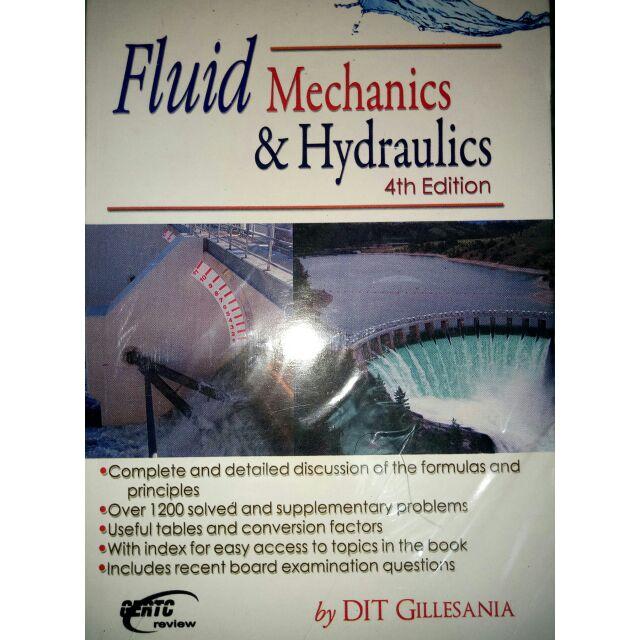 Fluid Mechanics
& Hydraulics
4th Edition
•Complete and detailed discussion of the formulas and
principles
•Over 1200 solved and supplementary problems
•Useful tables and conversion factors
•With index for easy access to topics in the book
•Includes recent board examination questions
GERTC
review
by DIT GILLESANIA